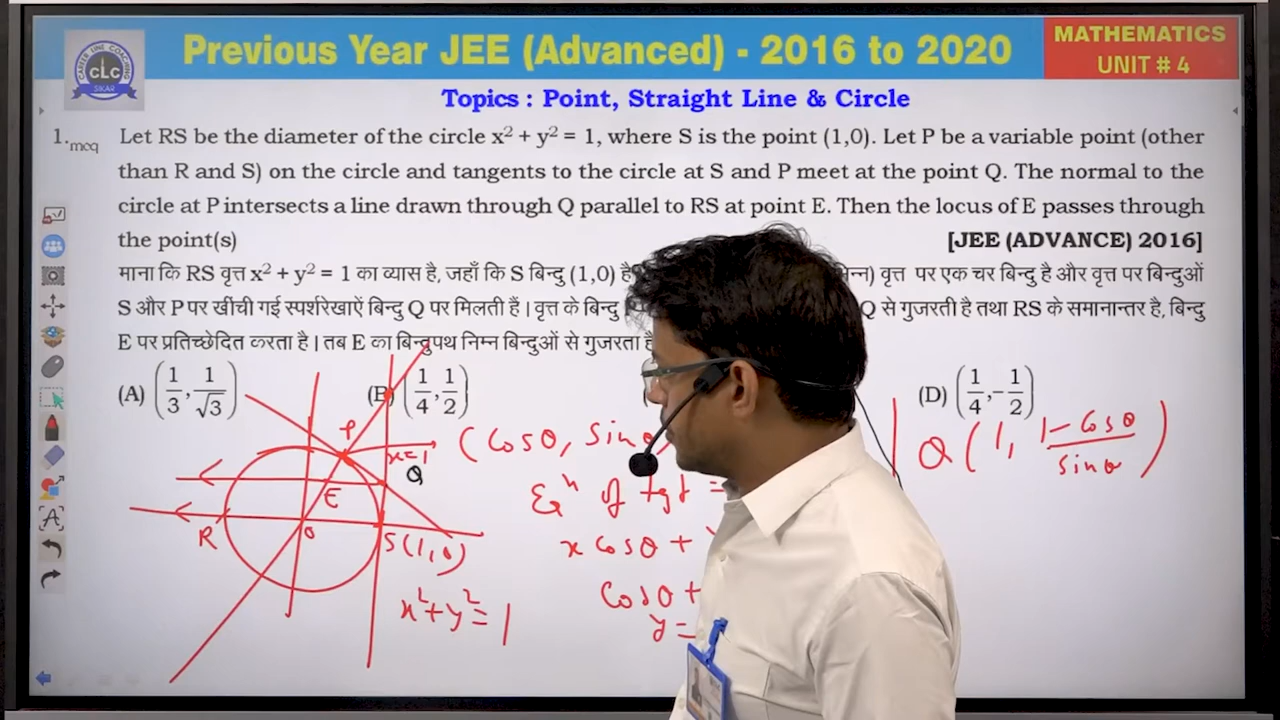 Previous Year JEE (Advanced) - 2016 to 2020
MATHEMATICS
UNIT # 4
CLC
SIKAR
Topics : Point, Straight Line & Circle
1.mcq Let RS be the diameter of the circle x² + y² = 1, where S is the point (1,0). Let P be a variable point (other
than R and S) on the circle and tangents to the circle at S and P meet at the point Q. The normal to the
circle at P intersects a line drawn through Q parallel to RS at point E. Then the locus of E passes through
the point(s) [JEE (ADVANCE) 2016]
माना कि RS वृत्त x² + y² = 1 का व्यास है, जहाँ कि S बिन्दु (1,0) है वृत्त पर एक चर बिन्दु है और वृत्त पर बिन्दुओं
S और P पर खींची गई स्पर्शरेखाऐं बिन्दु Q पर मिलती हैं। वृत्त के बिन्दु Q से गुजरती है तथा RS के समानान्तर है, बिन्दु
E पर प्रतिच्छेदित करता है। तब E का बिन्दुपथ निम्न बिन्दुओं से गुजरता है
(A) (1/3, 1/√3) (B) (1/4, 1/2) (D) (1/4, -1/2)
P
x=1
Q
E
R
O
S(1,0)
x²+y²=1
(cosθ, sinθ)
Eqⁿ of tgt =
x cosθ +
cosθ +
y =
Q(1, 1-cosθ/sinθ)